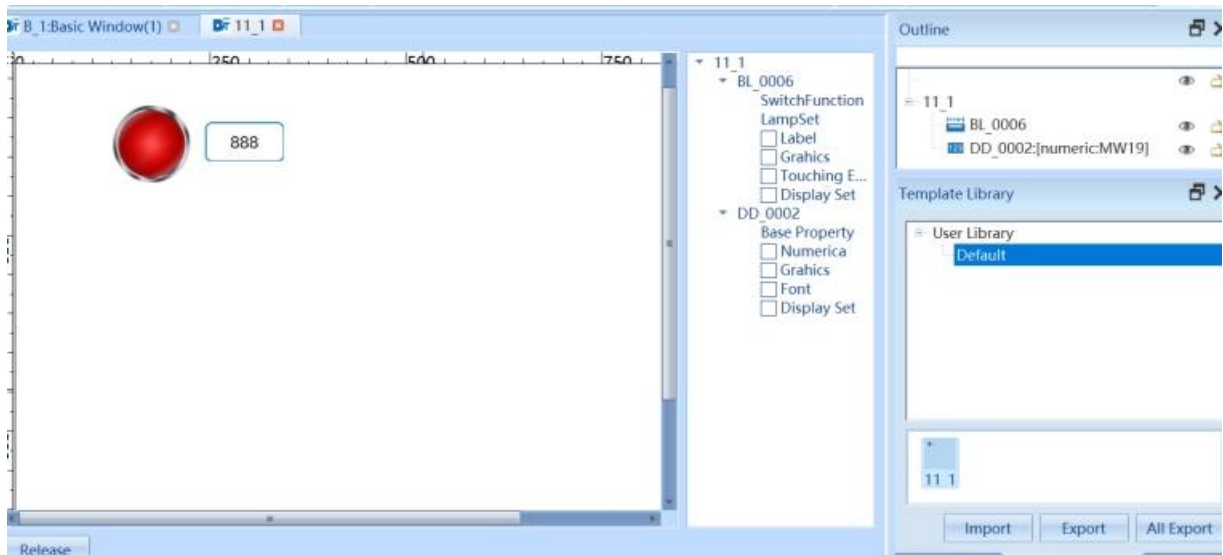 B_1:Basic Window(1)
11_1
250
500
750
888
Release
11_1
BL_0006
SwitchFunction
LampSet
Label
Grahics
Touching E...
Display Set
DD_0002
Base Property
Numerica
Grahics
Font
Display Set
Outline
11_1
BL_0006
DD_0002:[numeric:MW19]
Template Library
User Library
Default
11_1
Import
Export
All Export